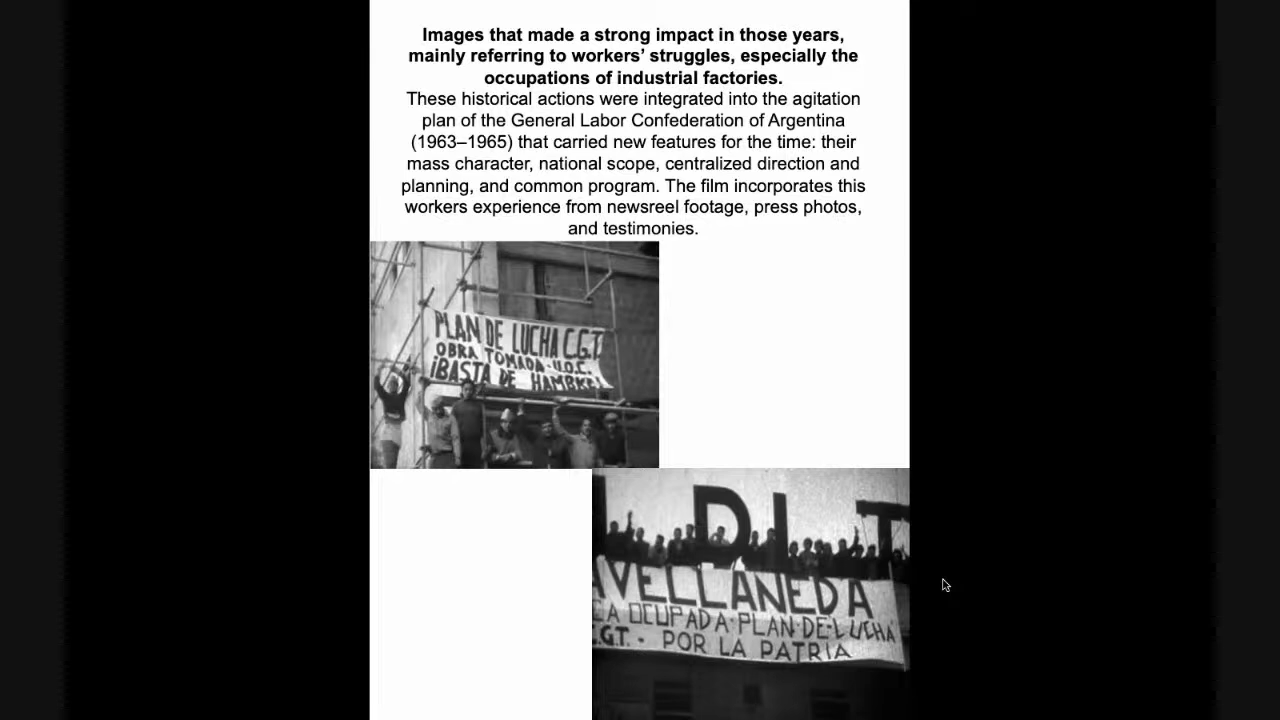 Images that made a strong impact in those years,
mainly referring to workers’ struggles, especially the
occupations of industrial factories.
These historical actions were integrated into the agitation
plan of the General Labor Confederation of Argentina
(1963–1965) that carried new features for the time: their
mass character, national scope, centralized direction and
planning, and common program. The film incorporates this
workers experience from newsreel footage, press photos,
and testimonies.
PLAN DE LUCHA C.G.T.
OBRA TOMADA-U.O.C.
¡BASTA DE HAMBRE!
D I T
AVELLANEDA
CA OCUPADA·PLAN·DE·LUCHA
C.G.T. · POR LA PATRIA